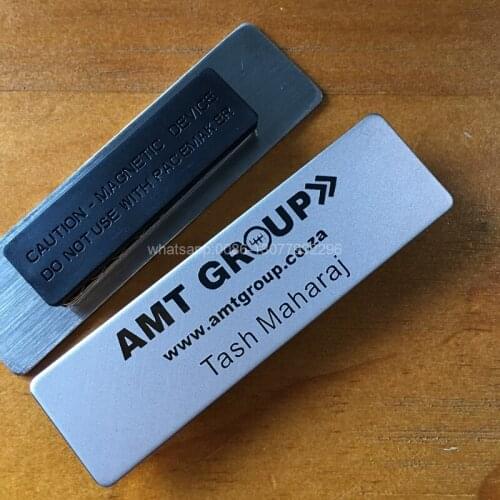 CAUTION - MAGNETIC DEVICE
DO NOT USE WITH PACEMAKER
AMT GROUP
www.amtgroup.co.za
Tash Maharaj